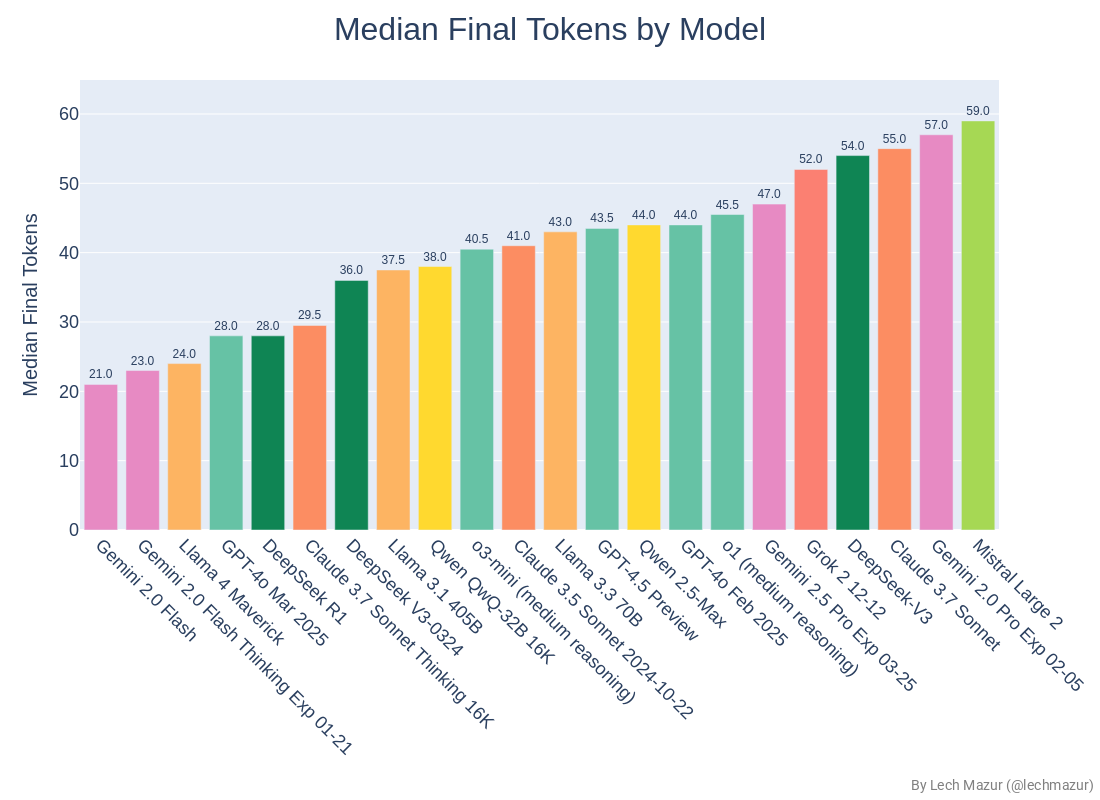 Median Final Tokens by Model
Median Final Tokens
60
50
40
30
20
10
0
21.0
23.0
24.0
28.0
28.0
29.5
36.0
37.5
38.0
40.5
41.0
43.0
43.5
44.0
44.0
45.5
47.0
52.0
54.0
55.0
57.0
59.0
Gemini 2.0 Flash
Gemini 2.0 Flash Thinking Exp 01-21
Llama 4 Maverick
GPT-4o Mar 2025
DeepSeek R1
Claude 3.7 Sonnet Thinking 16K
DeepSeek V3-0324
Llama 3.1 405B
Qwen QwQ-32B 16K
o3-mini (medium reasoning)
Claude 3.5 Sonnet 2024-10-22
Llama 3.3 70B
GPT-4.5 Preview
Qwen 2.5-Max
GPT-4o Feb 2025
o1 (medium reasoning)
Gemini 2.5 Pro Exp 03-25
Grok 2 12-12
DeepSeek-V3
Claude 3.7 Sonnet
Gemini 2.0 Pro Exp 02-05
Mistral Large 2
By Lech Mazur (@lechmazur)